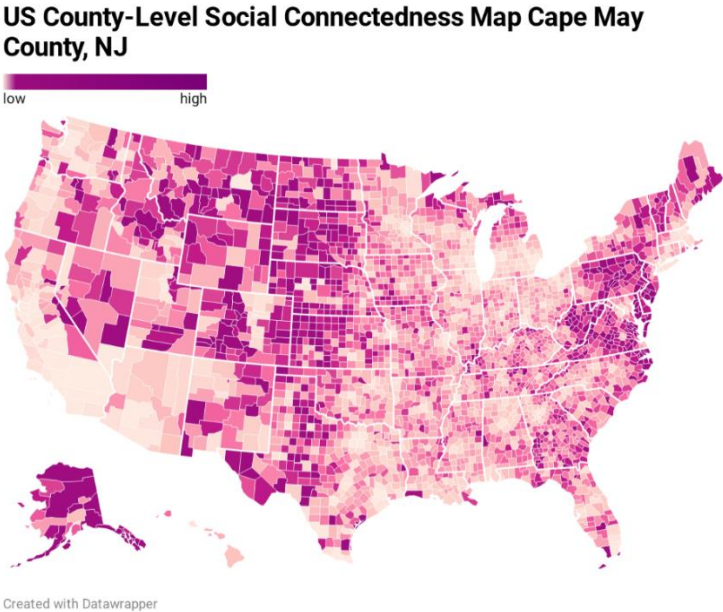 US County-Level Social Connectedness Map Cape May
County, NJ
low high
Created with Datawrapper